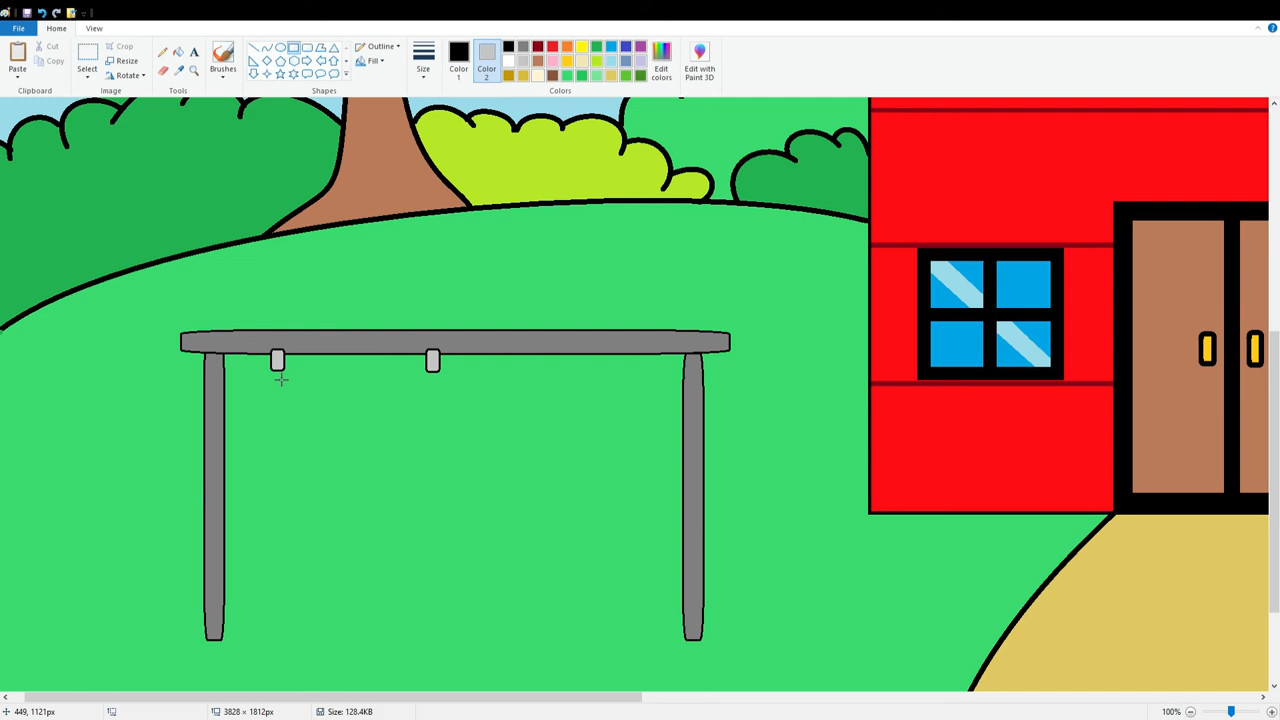 File Home View
Paste Cut Copy Select Crop Resize Rotate A Brushes Outline Fill Size Color 1 Color 2 Edit colors Edit with Paint 3D
Clipboard Image Tools Shapes Colors
449, 1121px 3828 × 1812px Size: 128.4KB 100%